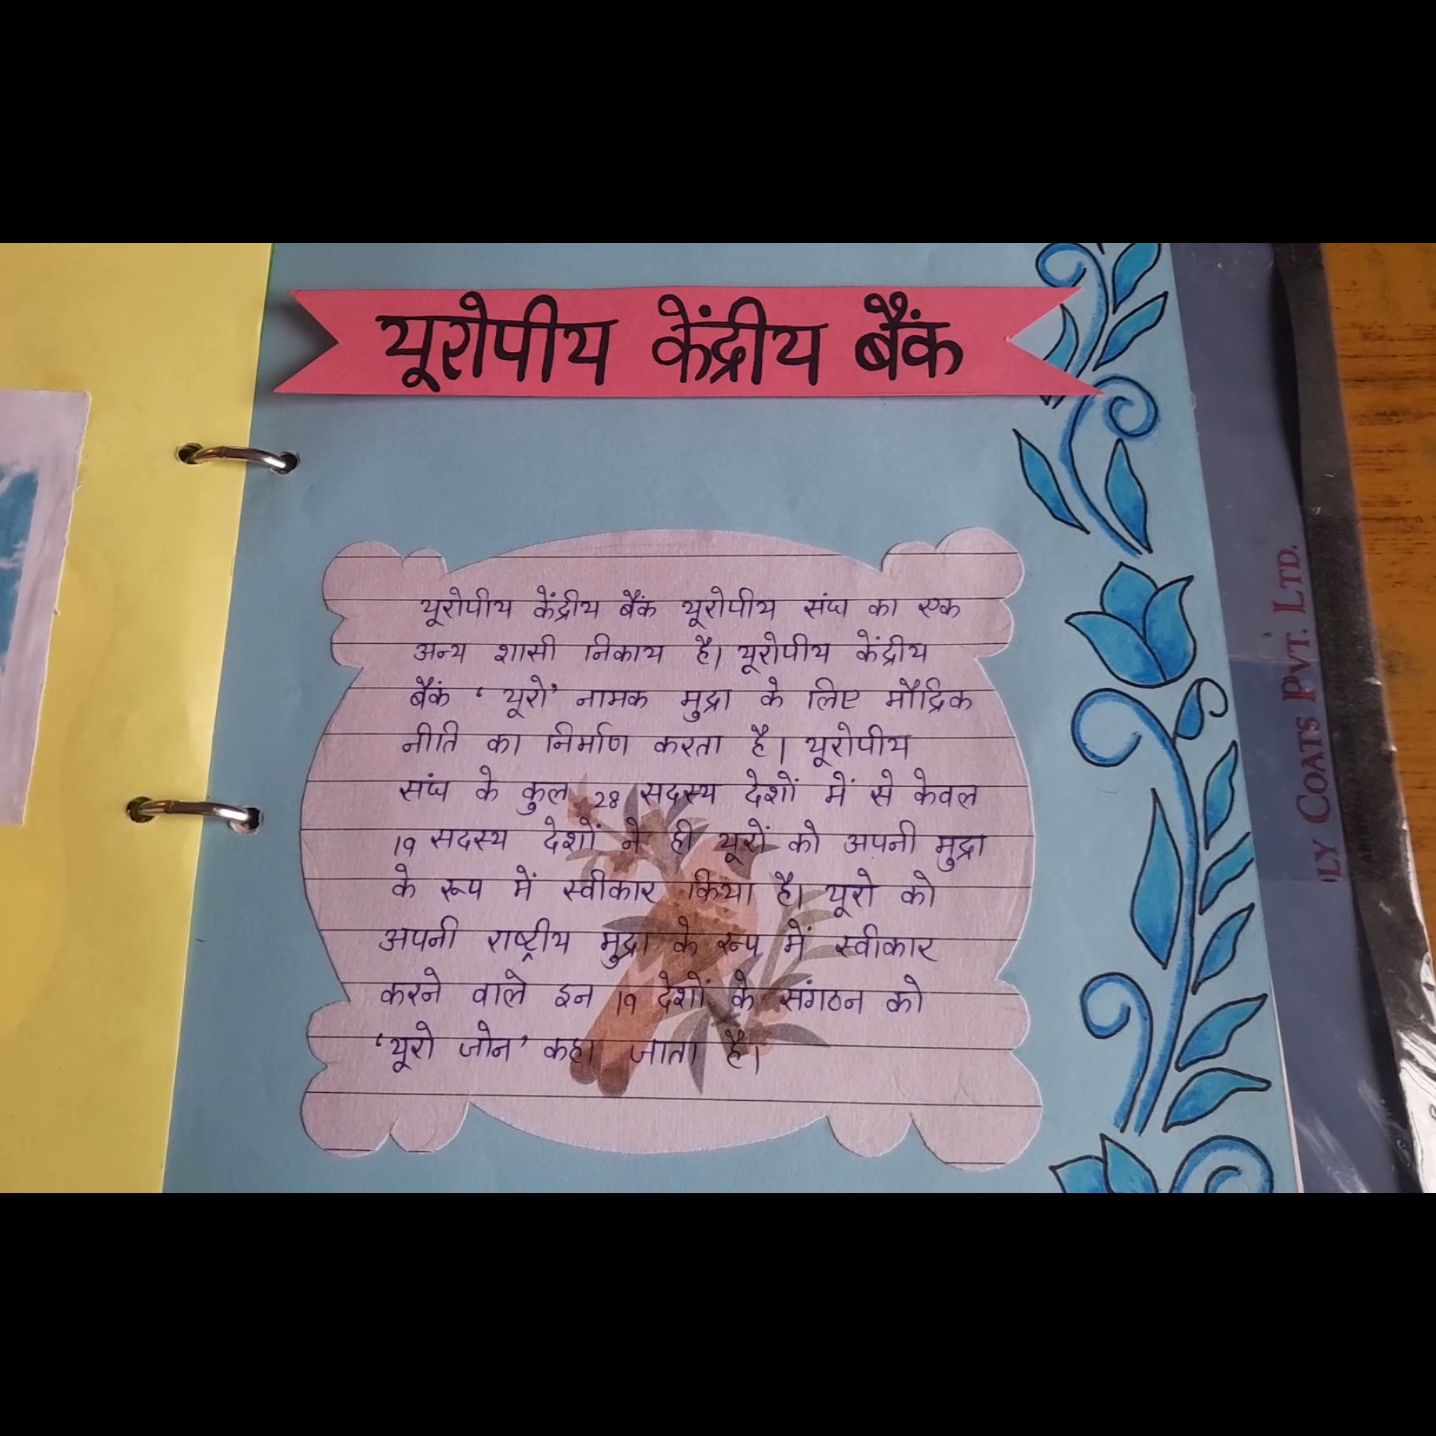 यूरोपीय केंद्रीय बैंक
यूरोपीय केंद्रीय बैंक यूरोपीय संघ का एक
अन्य शासी निकाय है। यूरोपीय केंद्रीय
बैंक ' यूरो' नामक मुद्रा के लिए मौद्रिक
नीति का निर्माण करता है। यूरोपीय
संघ के कुल 28 सदस्य देशों में से केवल
19 सदस्य देशों ने ही यूरों को अपनी मुद्रा
के रूप में स्वीकार किया है। यूरो को
अपनी राष्ट्रीय मुद्रा के रूप में स्वीकार
करने वाले इन 19 देशों के संगठन को
'यूरो जोन' कहा जाता है।
LY COATS PVT. LTD.